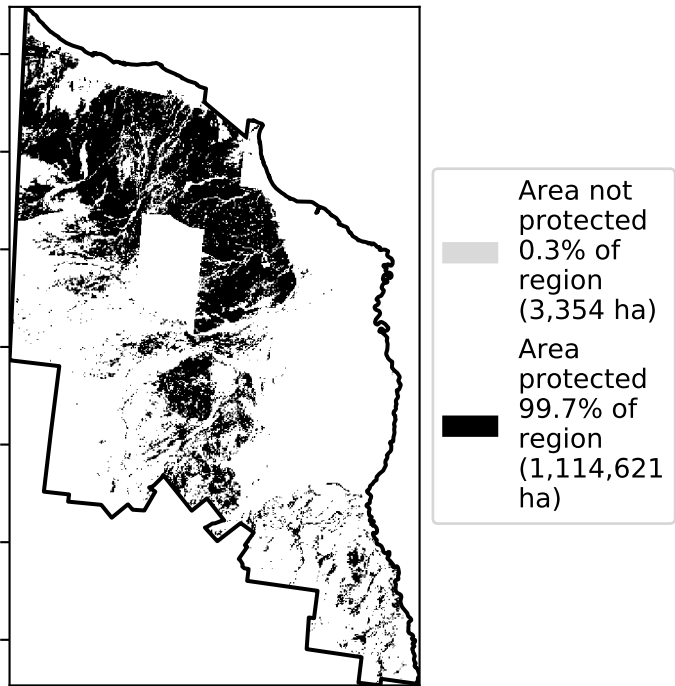 Area not
protected
0.3% of
region
(3,354 ha)
Area
protected
99.7% of
region
(1,114,621
ha)